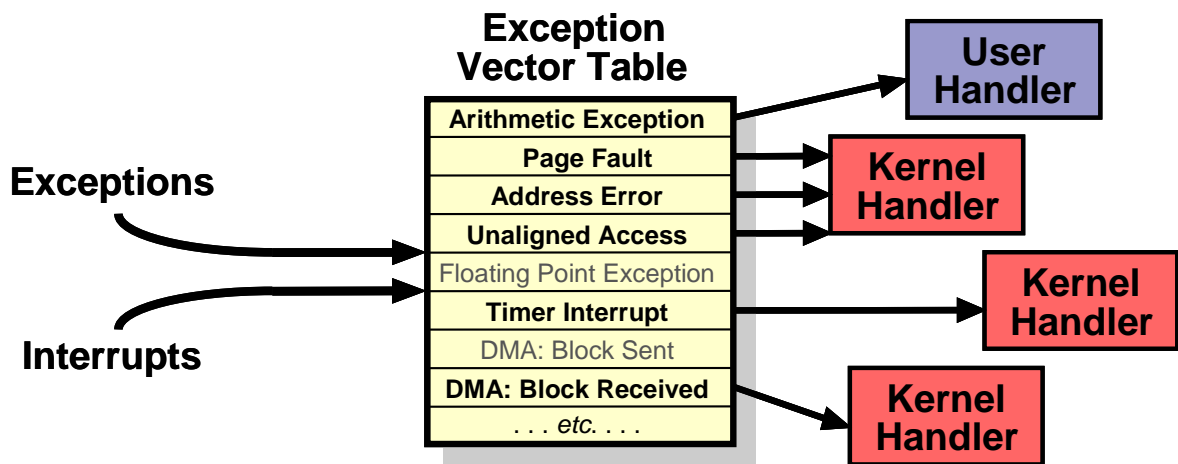 Exception
Vector Table
Exceptions
Interrupts
Arithmetic Exception
Page Fault
Address Error
Unaligned Access
Floating Point Exception
Timer Interrupt
DMA: Block Sent
DMA: Block Received
. . . etc. . . .
User
Handler
Kernel
Handler
Kernel
Handler
Kernel
Handler